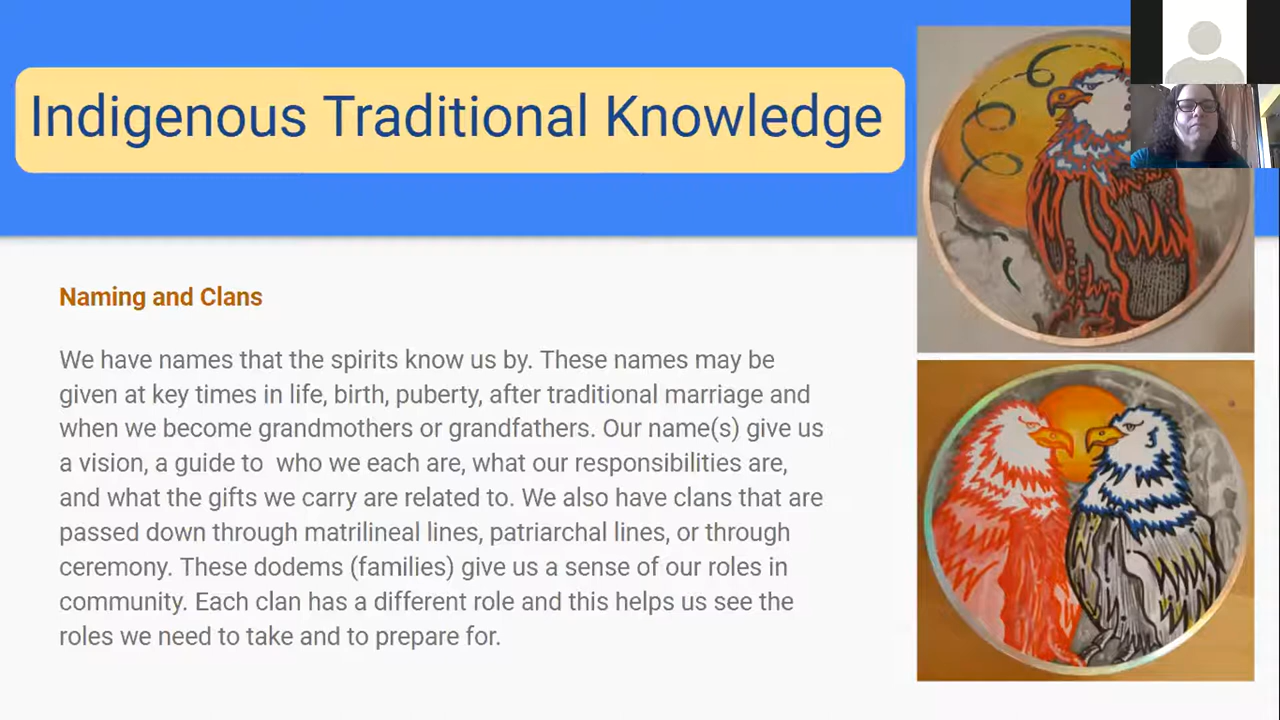 Indigenous Traditional Knowledge
Naming and Clans
We have names that the spirits know us by. These names may be
given at key times in life, birth, puberty, after traditional marriage and
when we become grandmothers or grandfathers. Our name(s) give us
a vision, a guide to  who we each are, what our responsibilities are,
and what the gifts we carry are related to. We also have clans that are
passed down through matrilineal lines, patriarchal lines, or through
ceremony. These dodems (families) give us a sense of our roles in
community. Each clan has a different role and this helps us see the
roles we need to take and to prepare for.